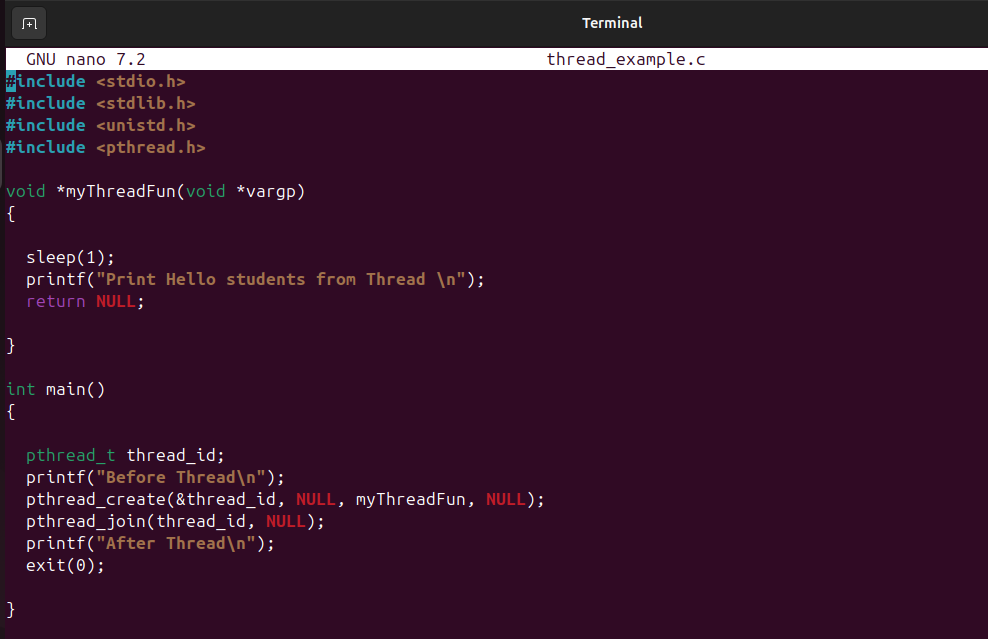 Terminal
GNU nano 7.2 thread_example.c
#include <stdio.h>
#include <stdlib.h>
#include <unistd.h>
#include <pthread.h>
void *myThreadFun(void *vargp)
{
sleep(1);
printf("Print Hello students from Thread \n");
return NULL;
}
int main()
{
pthread_t thread_id;
printf("Before Thread\n");
pthread_create(&thread_id, NULL, myThreadFun, NULL);
pthread_join(thread_id, NULL);
printf("After Thread\n");
exit(0);
}